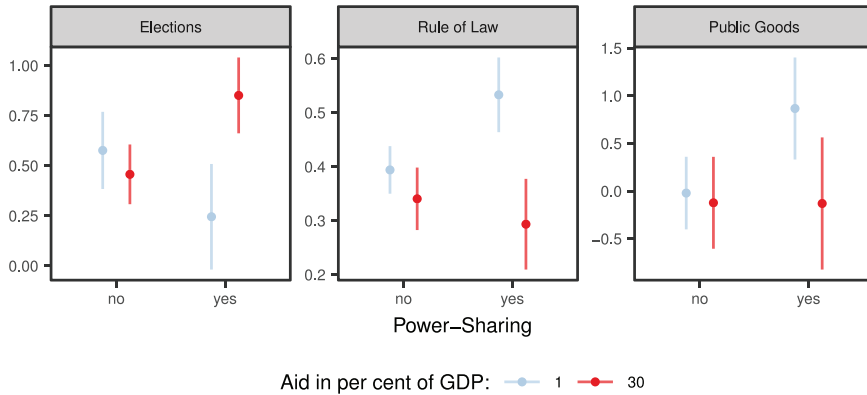 Elections
Rule of Law
Public Goods
1.00
0.75
0.50
0.25
0.00
0.6
0.5
0.4
0.3
0.2
1.5
1.0
0.5
0.0
−0.5
no yes no yes no yes
Power−Sharing
Aid in per cent of GDP: 1 30